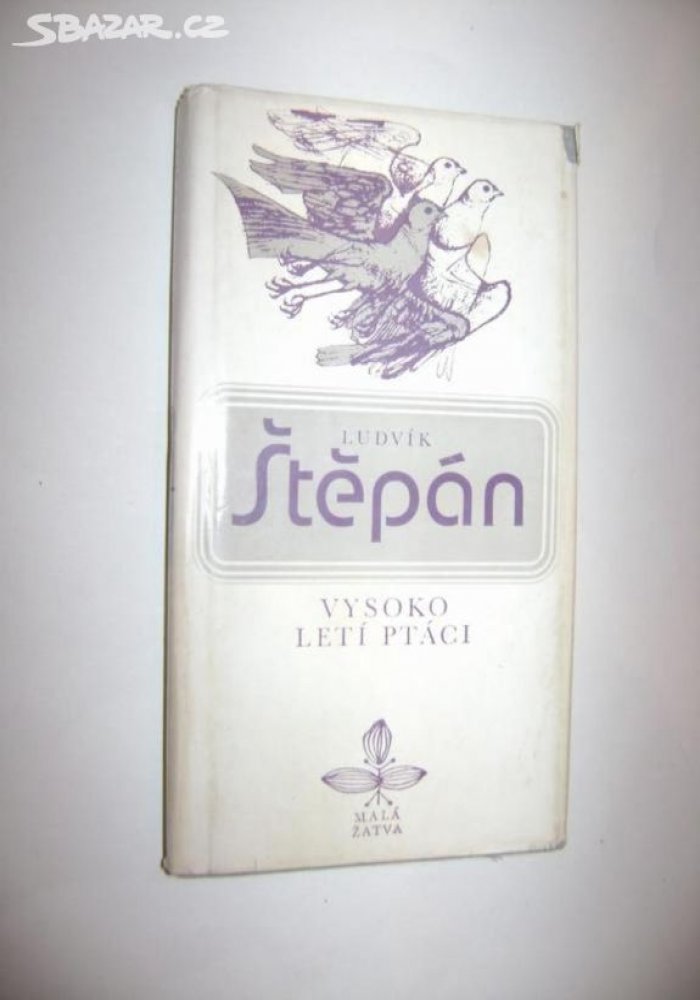 SBAZAR.CZ
LUDVÍK
Štěpán
VYSOKO
LETÍ PTÁCI
MALÁ
ŽATVA